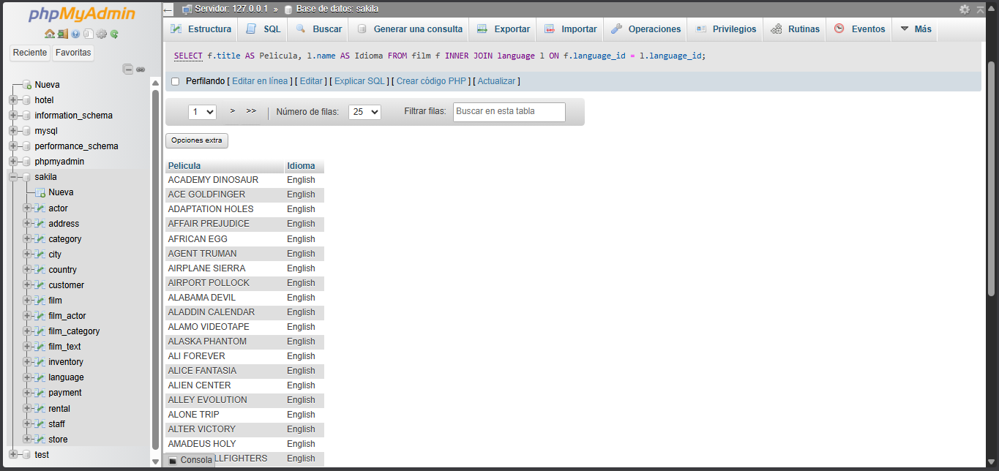 phpMyAdmin
Reciente Favoritas
Nueva
hotel
information_schema
mysql
performance_schema
phpmyadmin
sakila
Nueva
actor
address
category
city
country
customer
film
film_actor
film_category
film_text
inventory
language
payment
rental
staff
store
test
Servidor: 127.0.0.1 » Base de datos: sakila
Estructura SQL Buscar Generar una consulta Exportar Importar Operaciones Privilegios Rutinas Eventos Más
SELECT f.title AS Pelicula, l.name AS Idioma FROM film f INNER JOIN language l ON f.language_id = l.language_id;
Perfilando [ Editar en línea ] [ Editar ] [ Explicar SQL ] [ Crear código PHP ] [ Actualizar ]
1 > >> | Número de filas: 25 Filtrar filas: Buscar en esta tabla
Opciones extra
Pelicula Idioma
ACADEMY DINOSAUR English
ACE GOLDFINGER English
ADAPTATION HOLES English
AFFAIR PREJUDICE English
AFRICAN EGG English
AGENT TRUMAN English
AIRPLANE SIERRA English
AIRPORT POLLOCK English
ALABAMA DEVIL English
ALADDIN CALENDAR English
ALAMO VIDEOTAPE English
ALASKA PHANTOM English
ALI FOREVER English
ALICE FANTASIA English
ALIEN CENTER English
ALLEY EVOLUTION English
ALONE TRIP English
ALTER VICTORY English
AMADEUS HOLY English
LLFIGHTERS English
Consola